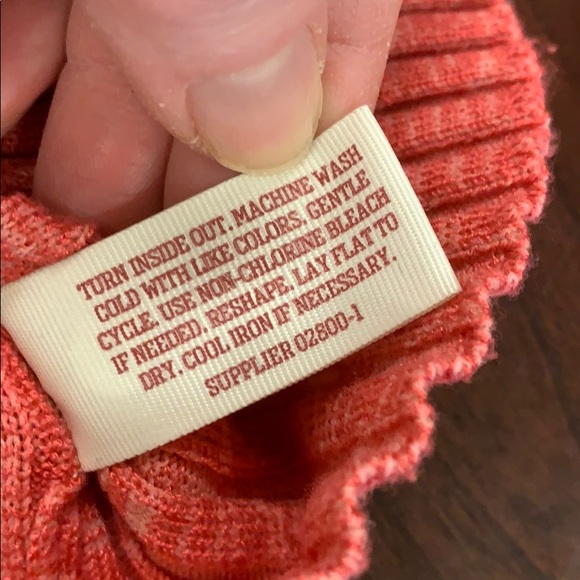 TURN INSIDE OUT. MACHINE WASH
COLD WITH LIKE COLORS. GENTLE
CYCLE. USE NON-CHLORINE BLEACH
IF NEEDED. RESHAPE. LAY FLAT TO
DRY. COOL IRON IF NECESSARY.
SUPPLIER 02800-1